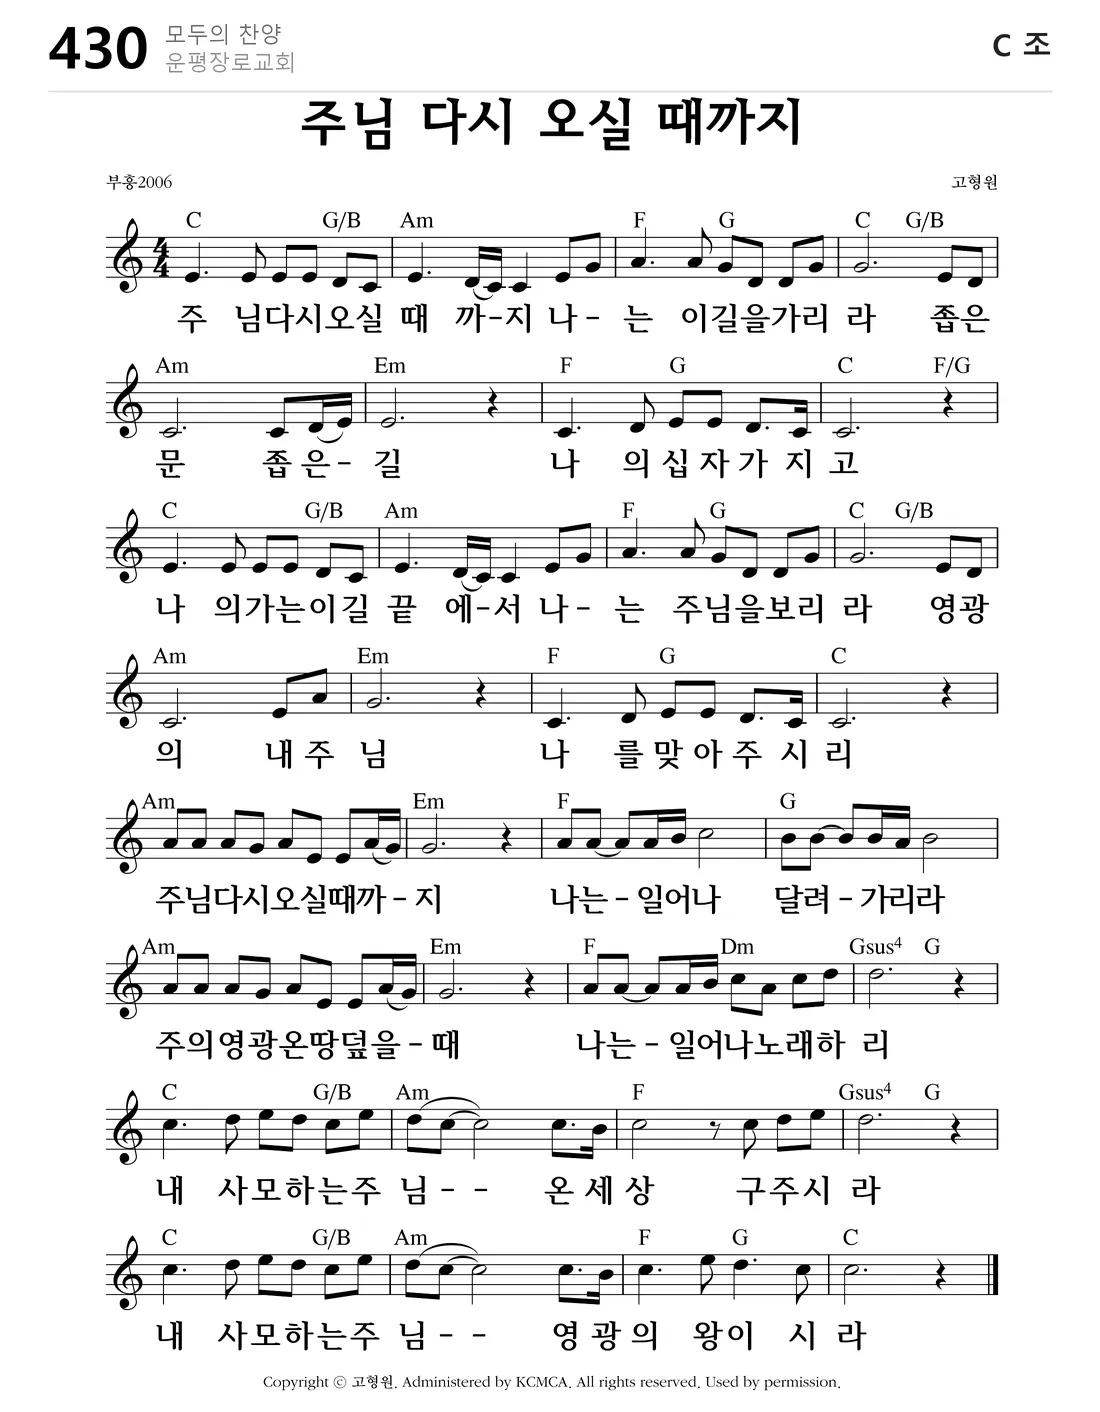 430 모두의 찬양
운평장로교회
C 조
주님 다시 오실 때까지
부흥2006 고형원
C G/B Am F G C G/B
주 님다시오실 때 까-지 나- 는 이길을가리 라 좁은
Am Em F G C F/G
문 좁은- 길 나 의십자가 지고
C G/B Am F G C G/B
나 의가는이길 끝 에-서 나- 는 주님을보리 라 영광
Am Em F G C
의 내주 님 나 를맞아주 시리
Am Em F G
주님다시오실때까-지 나는-일어나 달려-가리라
Am Em F Dm Gsus4 G
주의영광온땅덮을-때 나는-일어나노래하 리
C G/B Am F Gsus4 G
내 사모하는주 님-- 온세상 구주시 라
C G/B Am F G C
내 사모하는주 님-- 영광의 왕이 시라
Copyright ⓒ 고형원. Administered by KCMCA. All rights reserved. Used by permission.